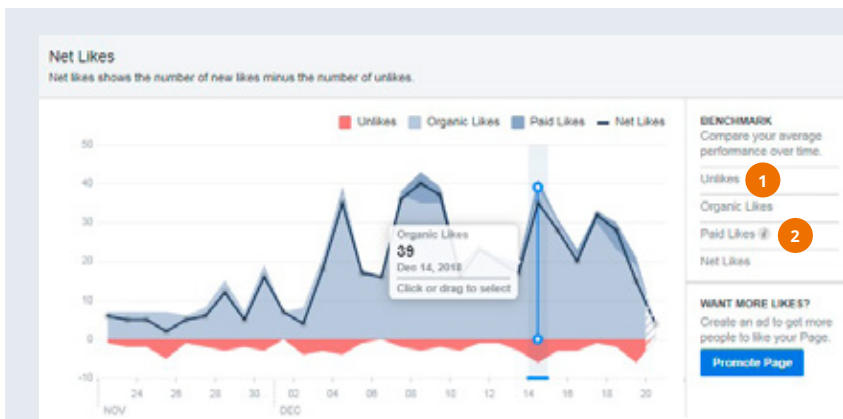 Net Likes
Net likes shows the number of new likes minus the number of unlikes.
Unlikes Organic Likes Paid Likes Net Likes
50
40
30
20
10
0
-10
24 26 28 30 02 04 06 08 10 12 14 16 18 20
NOV DEC
Organic Likes
39
Dec 14, 2018
Click or drag to select
BENCHMARK
Compare your average
performance over time.
Unlikes 1
Organic Likes
Paid Likes i 2
Net Likes
WANT MORE LIKES?
Create an ad to get more
people to like your Page.
Promote Page